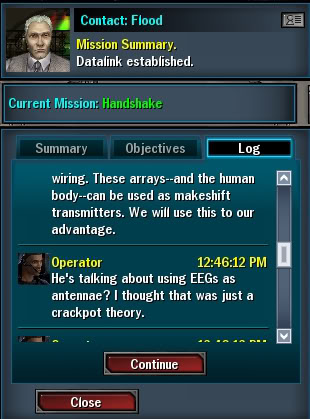 Contact: Flood
Mission Summary.
Datalink established.
Current Mission: Handshake
Summary Objectives Log
wiring. These arrays--and the human
body--can be used as makeshift
transmitters. We will use this to our
advantage.
Operator 12:46:12 PM
He's talking about using EEGs as
antennae? I thought that was just a
crackpot theory.
Continue
Close